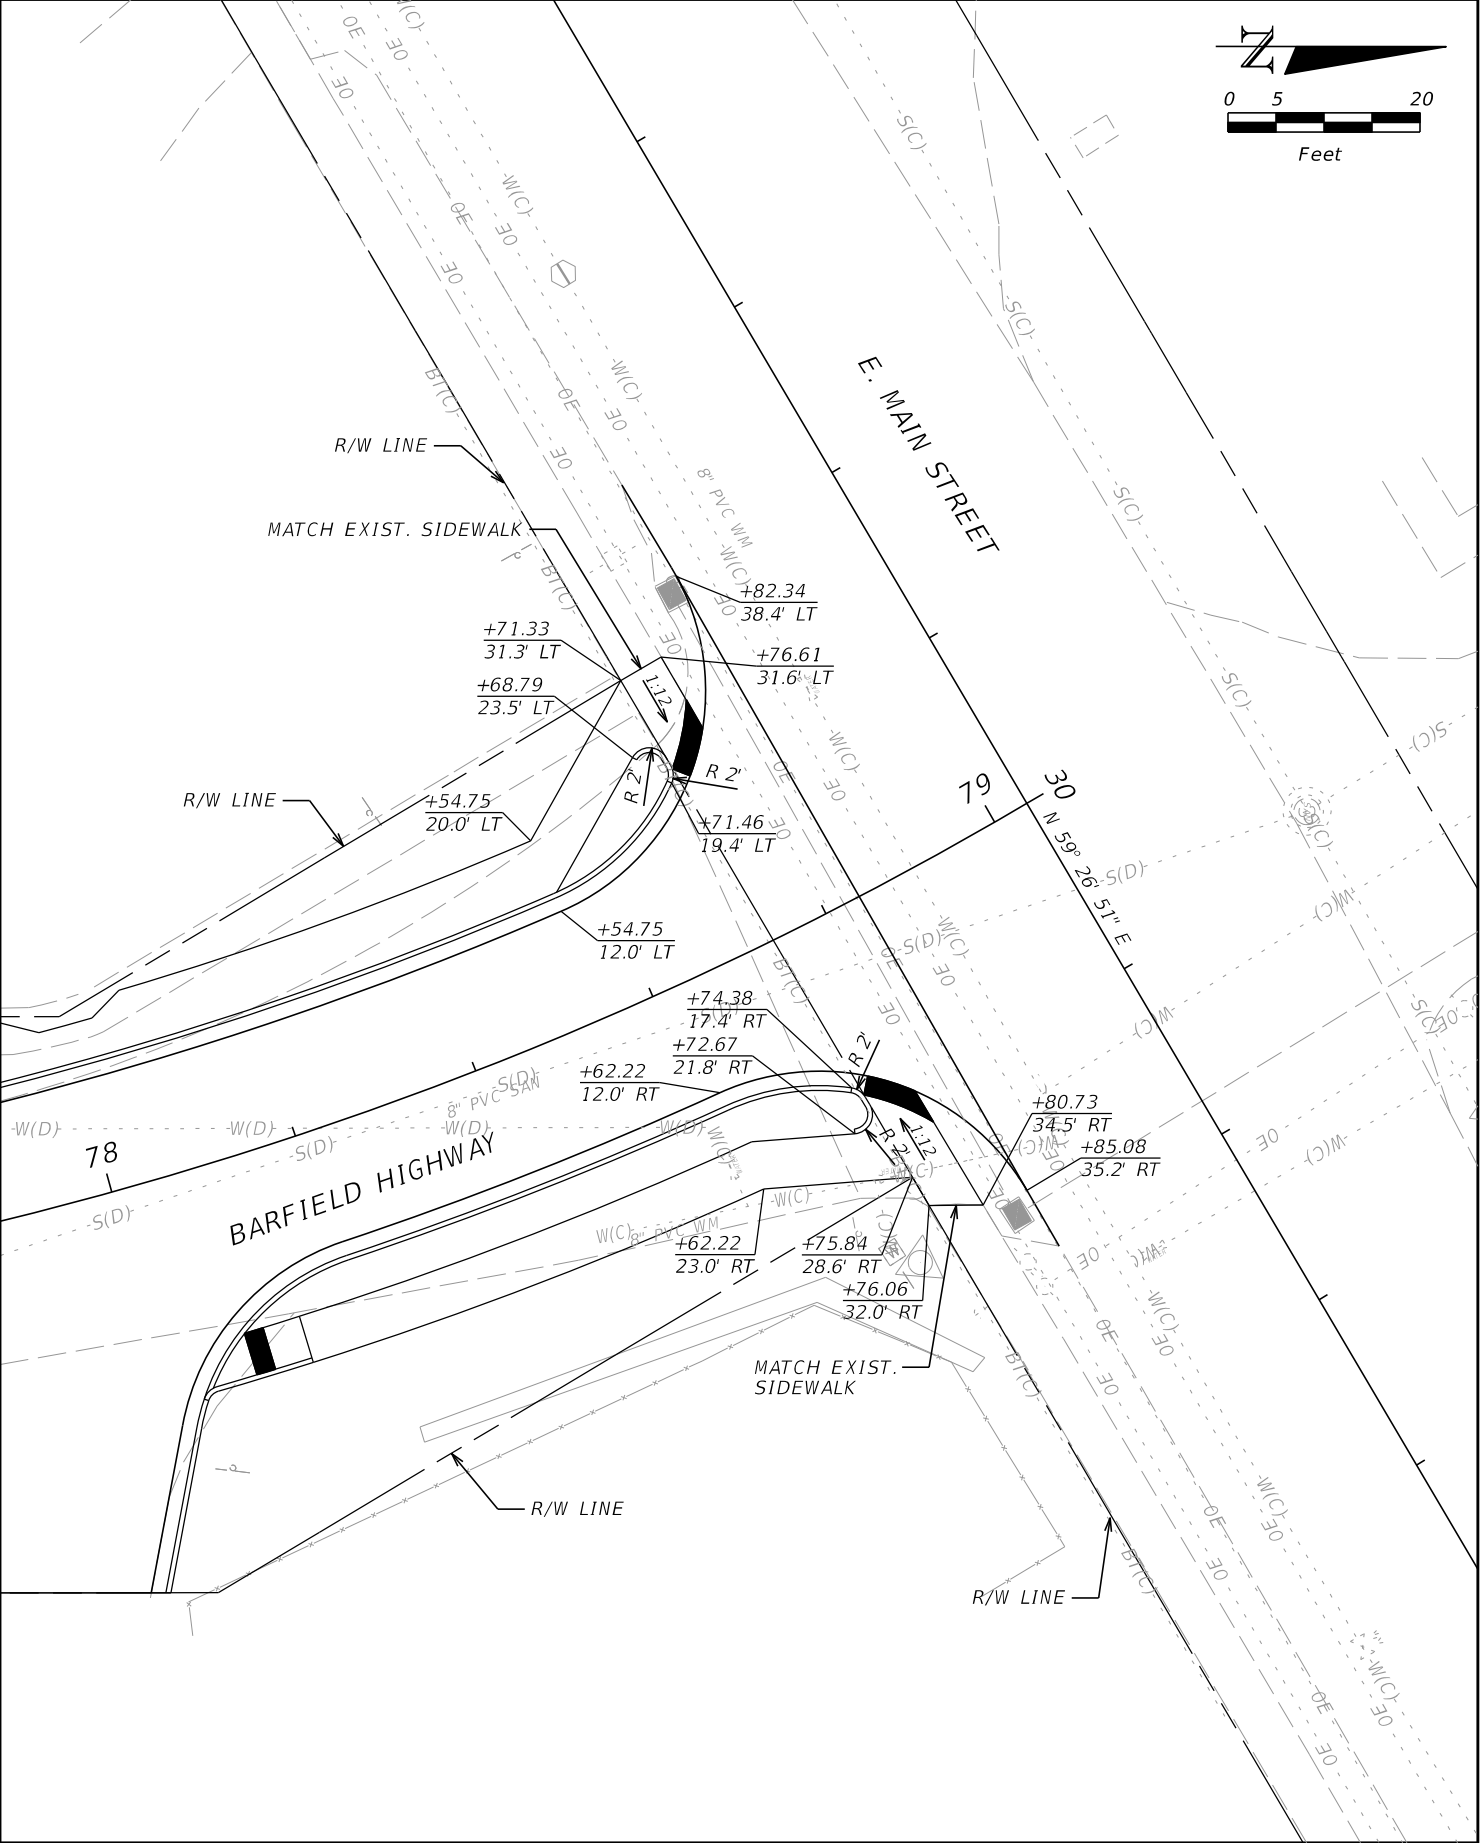 N
0 5 20
Feet
E. MAIN STREET
R/W LINE
MATCH EXIST. SIDEWALK
8" PVC WM
+82.34
38.4' LT
+71.33
31.3' LT
+76.61
31.6' LT
+68.79
23.5' LT
1:12
R 2'
R 2'
R/W LINE
+54.75
20.0' LT
+71.46
19.4' LT
79
30
N 59° 26' 51" E
+54.75
12.0' LT
+74.38
17.4' RT
+72.67
21.8' RT
+62.22
12.0' RT
R 2'
8" PVC SAN
78
BARFIELD HIGHWAY
R 2'
1:12
+80.73
34.5' RT
+85.08
35.2' RT
8" PVC WM
+62.22
23.0' RT
+75.84
28.6' RT
+76.06
32.0' RT
MATCH EXIST.
SIDEWALK
R/W LINE
R/W LINE
OE
W(C)
S(C)
BT(C)
S(D)
W(D)